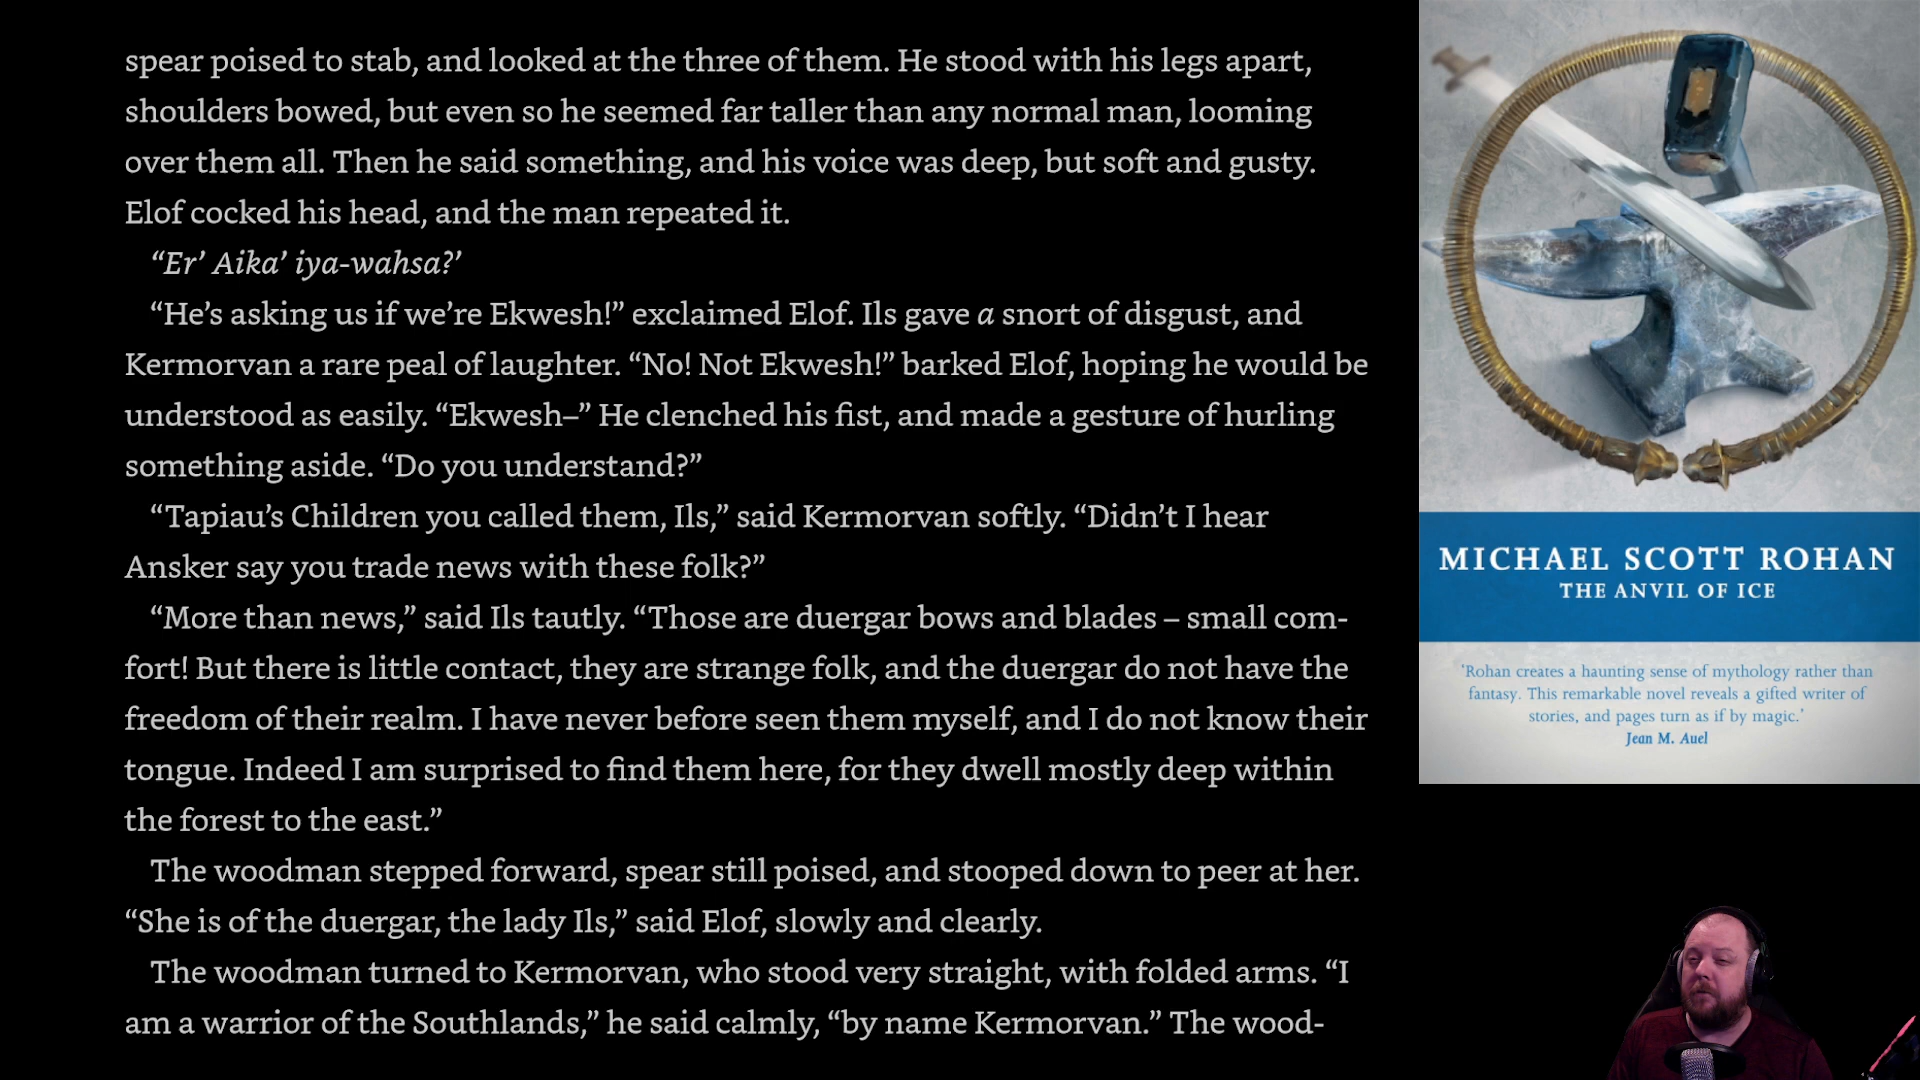 spear poised to stab, and looked at the three of them. He stood with his legs apart,
shoulders bowed, but even so he seemed far taller than any normal man, looming
over them all. Then he said something, and his voice was deep, but soft and gusty.
Elof cocked his head, and the man repeated it.
“Er’ Aika’ iya-wahsa?’
“He’s asking us if we’re Ekwesh!” exclaimed Elof. Ils gave a snort of disgust, and
Kermorvan a rare peal of laughter. “No! Not Ekwesh!” barked Elof, hoping he would be
understood as easily. “Ekwesh–” He clenched his fist, and made a gesture of hurling
something aside. “Do you understand?”
“Tapiau’s Children you called them, Ils,” said Kermorvan softly. “Didn’t I hear
Ansker say you trade news with these folk?”
“More than news,” said Ils tautly. “Those are duergar bows and blades – small com-
fort! But there is little contact, they are strange folk, and the duergar do not have the
freedom of their realm. I have never before seen them myself, and I do not know their
tongue. Indeed I am surprised to find them here, for they dwell mostly deep within
the forest to the east.”
The woodman stepped forward, spear still poised, and stooped down to peer at her.
“She is of the duergar, the lady Ils,” said Elof, slowly and clearly.
The woodman turned to Kermorvan, who stood very straight, with folded arms. “I
am a warrior of the Southlands,” he said calmly, “by name Kermorvan.” The wood-
MICHAEL SCOTT ROHAN
THE ANVIL OF ICE
‘Rohan creates a haunting sense of mythology rather than
fantasy. This remarkable novel reveals a gifted writer of
stories, and pages turn as if by magic.’
Jean M. Auel